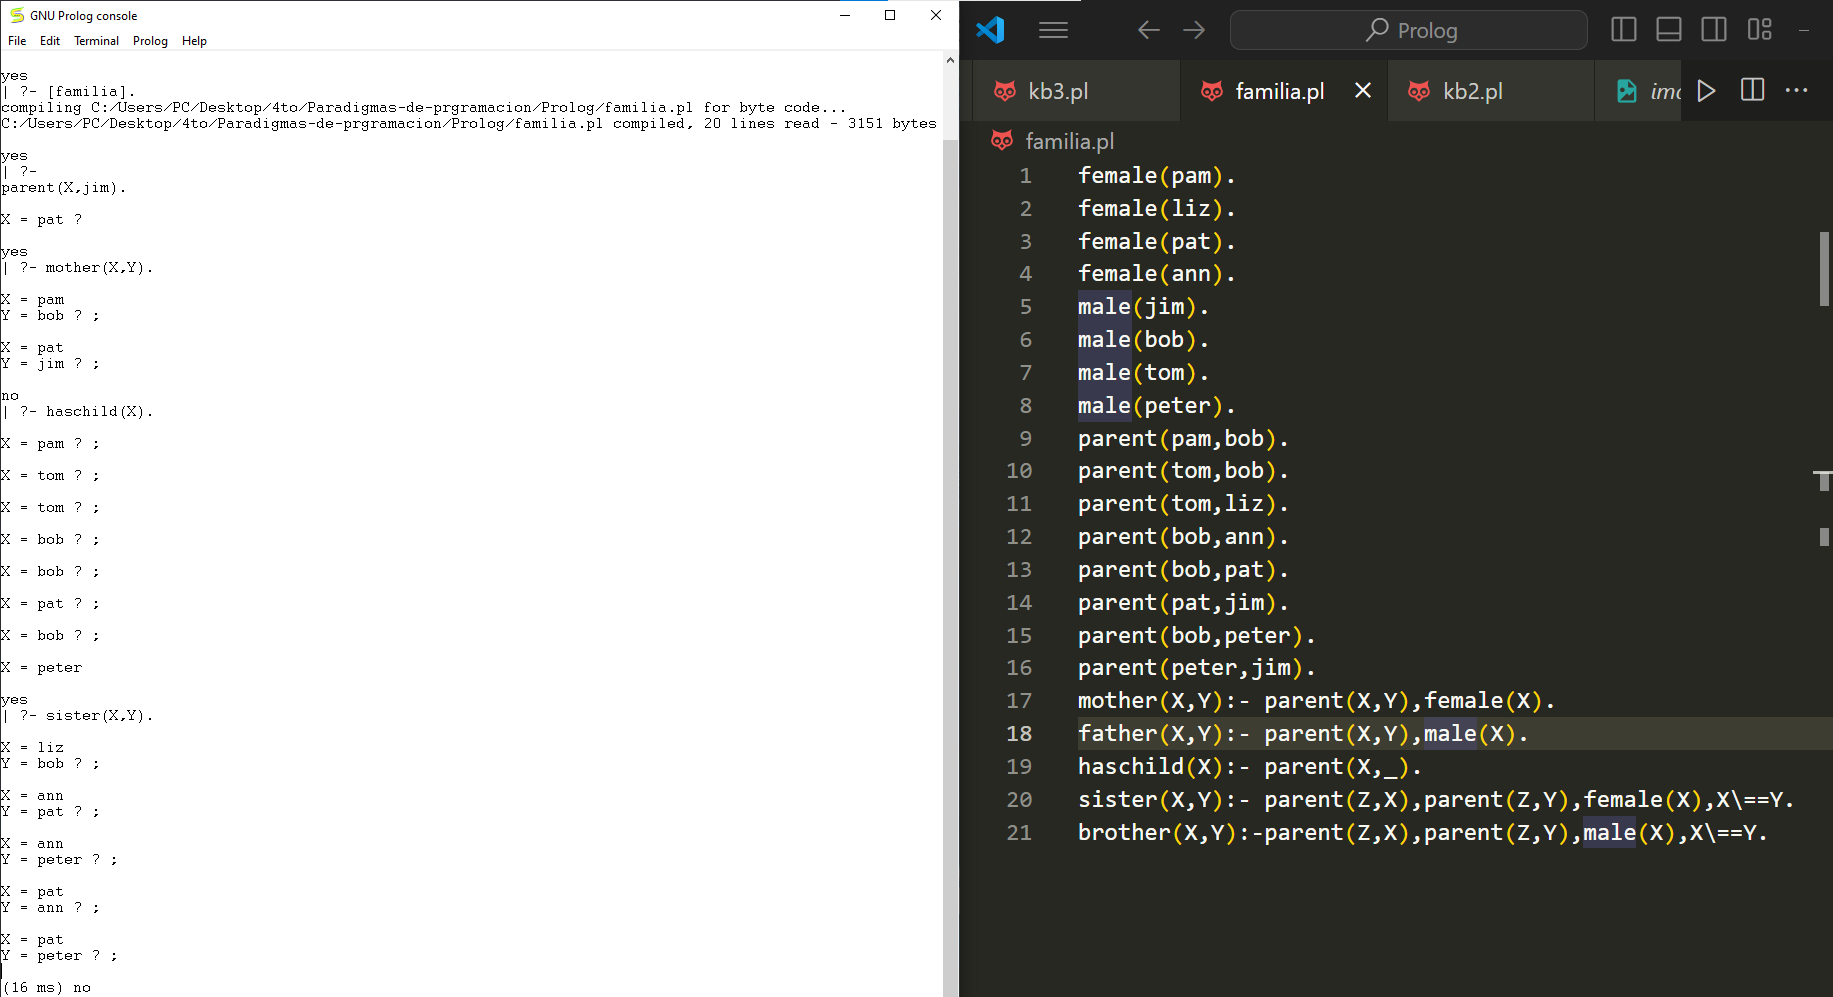 GNU Prolog console
File Edit Terminal Prolog Help
yes
| ?- [familia].
compiling C:/Users/PC/Desktop/4to/Paradigmas-de-prgramacion/Prolog/familia.pl for byte code...
C:/Users/PC/Desktop/4to/Paradigmas-de-prgramacion/Prolog/familia.pl compiled, 20 lines read - 3151 bytes
yes
| ?-
parent(X,jim).
X = pat ?
yes
| ?- mother(X,Y).
X = pam
Y = bob ? ;
X = pat
Y = jim ? ;
no
| ?- haschild(X).
X = pam ? ;
X = tom ? ;
X = tom ? ;
X = bob ? ;
X = bob ? ;
X = pat ? ;
X = bob ? ;
X = peter
yes
| ?- sister(X,Y).
X = liz
Y = bob ? ;
X = ann
Y = pat ? ;
X = ann
Y = peter ? ;
X = pat
Y = ann ? ;
X = pat
Y = peter ? ;
(16 ms) no
Prolog
kb3.pl familia.pl kb2.pl
familia.pl
1 female(pam).
2 female(liz).
3 female(pat).
4 female(ann).
5 male(jim).
6 male(bob).
7 male(tom).
8 male(peter).
9 parent(pam,bob).
10 parent(tom,bob).
11 parent(tom,liz).
12 parent(bob,ann).
13 parent(bob,pat).
14 parent(pat,jim).
15 parent(bob,peter).
16 parent(peter,jim).
17 mother(X,Y):- parent(X,Y),female(X).
18 father(X,Y):- parent(X,Y),male(X).
19 haschild(X):- parent(X,_).
20 sister(X,Y):- parent(Z,X),parent(Z,Y),female(X),X\==Y.
21 brother(X,Y):-parent(Z,X),parent(Z,Y),male(X),X\==Y.